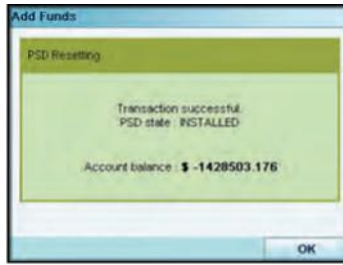 Add Funds
PSD Resetting
Transaction successful.
PSD state : INSTALLED
Account balance : $ -1428503.176
OK